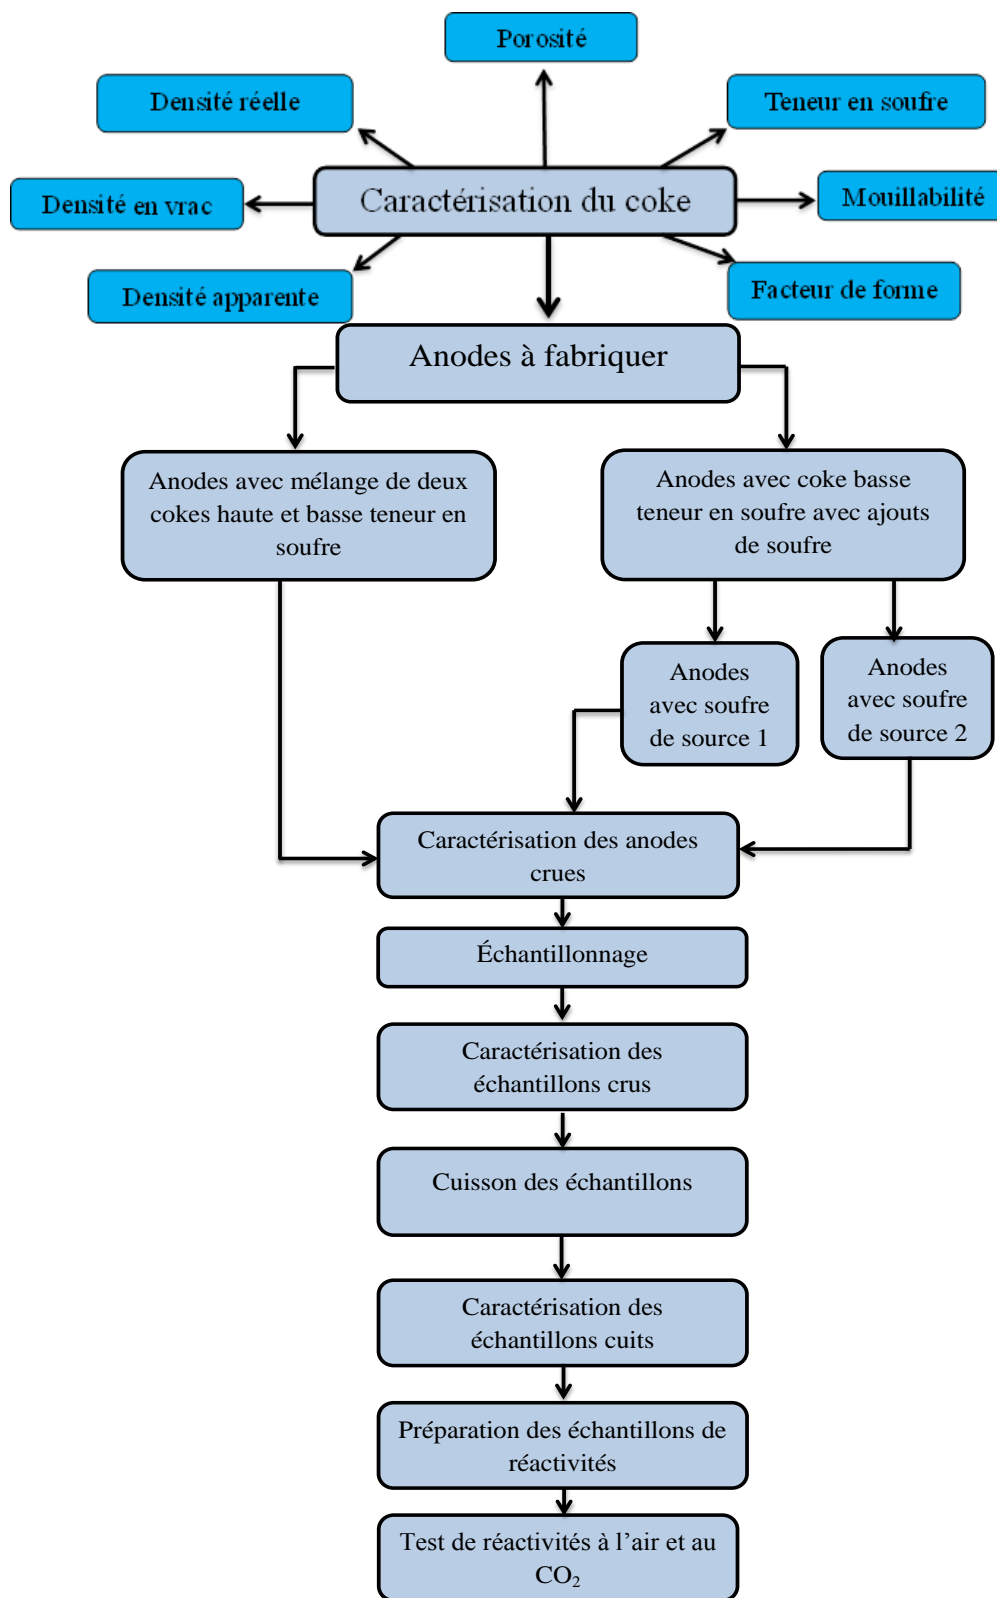 Porosité
Densité réelle
Teneur en soufre
Caractérisation du coke
Densité en vrac
Mouillabilité
Densité apparente
Facteur de forme
Anodes à fabriquer
Anodes avec mélange de deux
cokes haute et basse teneur en
soufre
Anodes avec coke basse
teneur en soufre avec ajouts
de soufre
Anodes
avec soufre
de source 1
Anodes
avec soufre
de source 2
Caractérisation des anodes
crues
Échantillonnage
Caractérisation des
échantillons crus
Cuisson des échantillons
Caractérisation des
échantillons cuits
Préparation des échantillons de
réactivités
Test de réactivités à l’air et au
CO₂